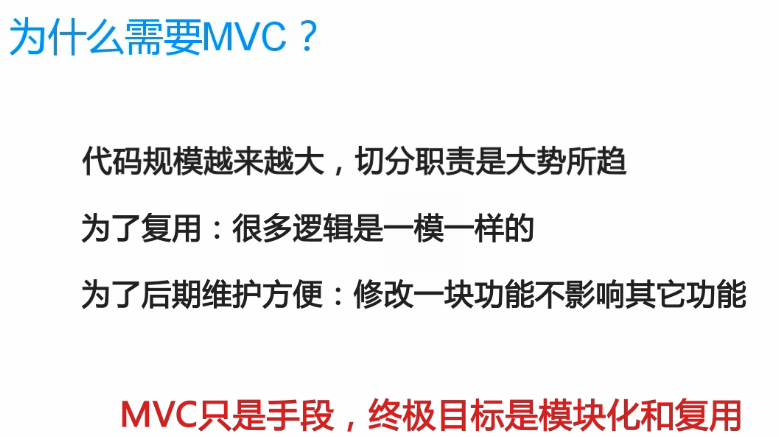 为什么需要MVC？
代码规模越来越大，切分职责是大势所趋
为了复用：很多逻辑是一模一样的
为了后期维护方便：修改一块功能不影响其它功能
MVC只是手段，终极目标是模块化和复用